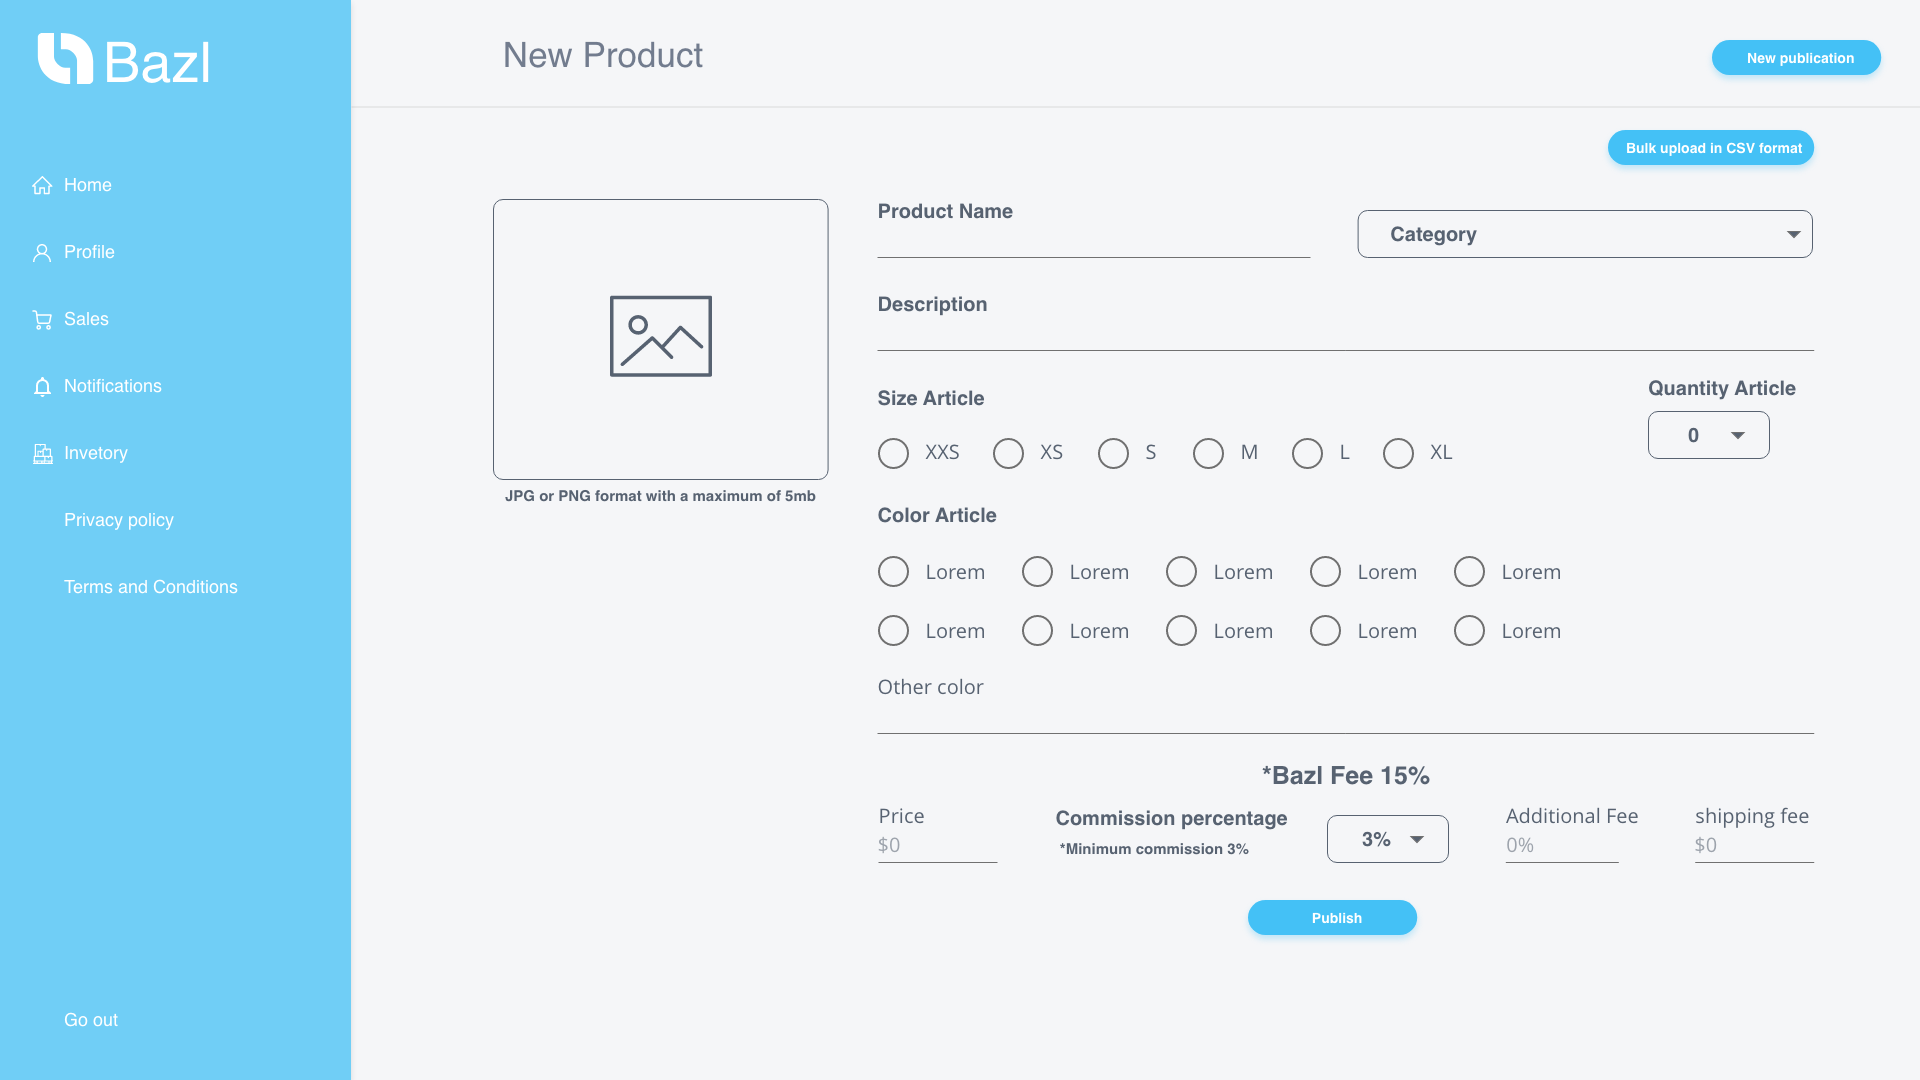 Bazl
Home
Profile
Sales
Notifications
Invetory
Privacy policy
Terms and Conditions
Go out
New Product
New publication
Bulk upload in CSV format
JPG or PNG format with a maximum of 5mb
Product Name
Category
Description
Size Article
Quantity Article
XXS XS S M L XL
0
Color Article
Lorem Lorem Lorem Lorem Lorem
Lorem Lorem Lorem Lorem Lorem
Other color
*Bazl Fee 15%
Price
$0
Commission percentage
*Minimum commission 3%
3%
Additional Fee
0%
shipping fee
$0
Publish